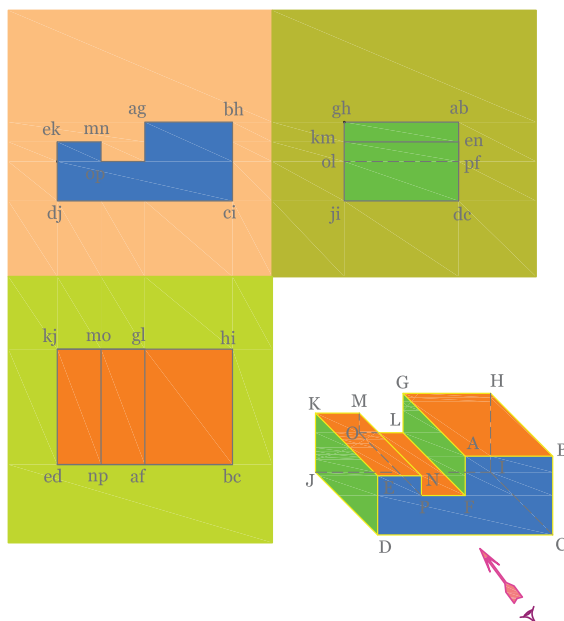 ag bh gh ab
ek mn km en
op ol pf
dj ci ji dc
kj mo gl hi
ed np af bc
G H
K M
L
O A B
J N I
E
P F
D C